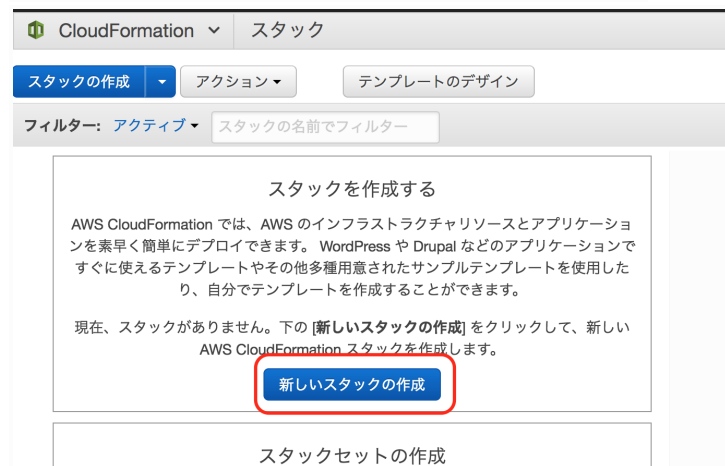 CloudFormation スタック
スタックの作成 アクション テンプレートのデザイン
フィルター: アクティブ スタックの名前でフィルター
スタックを作成する
AWS CloudFormation では、AWS のインフラストラクチャリソースとアプリケーショ
ンを素早く簡単にデプロイできます。 WordPress や Drupal などのアプリケーションで
すぐに使えるテンプレートやその他多種用意されたサンプルテンプレートを使用した
り、自分でテンプレートを作成することができます。
現在、スタックがありません。下の [新しいスタックの作成] をクリックして、新しい
AWS CloudFormation スタックを作成します。
新しいスタックの作成
スタックセットの作成